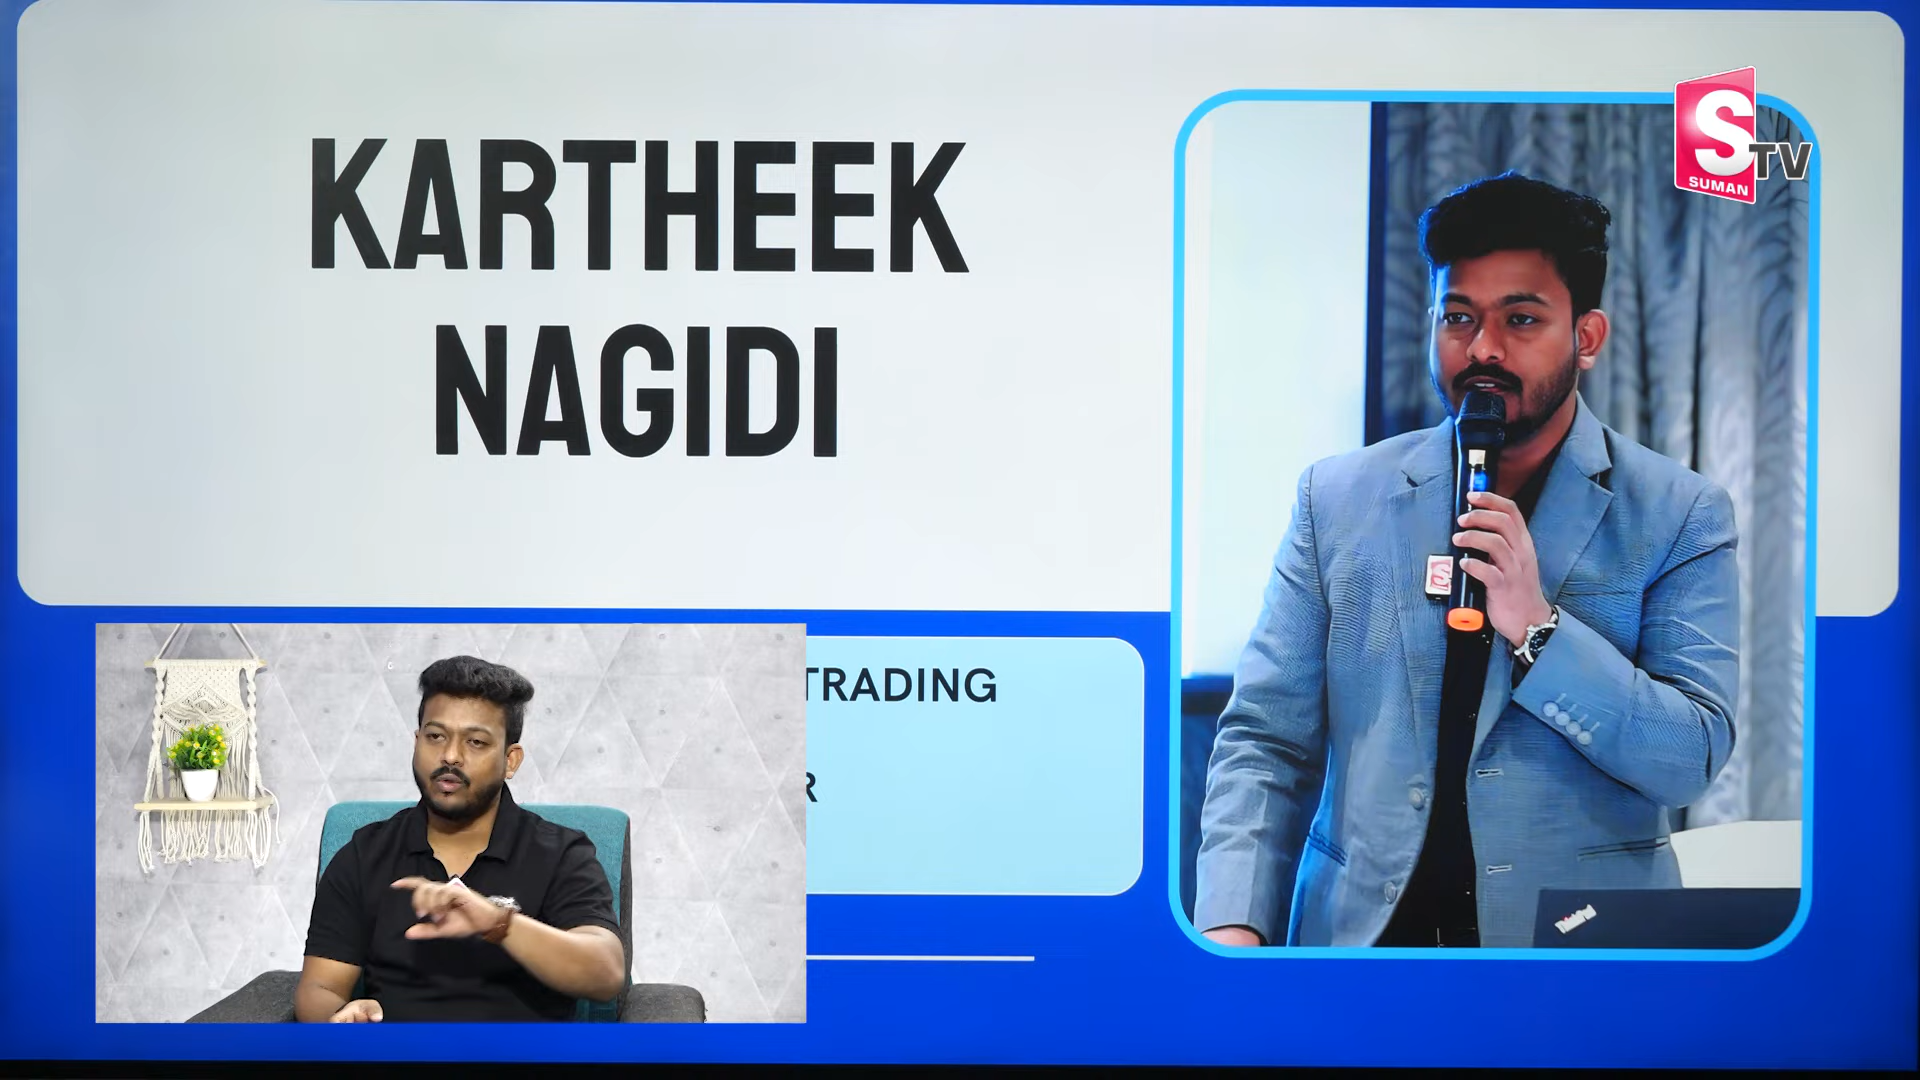 KARTHEEK
NAGIDI
S
TV
SUMAN
TRADING
R
S